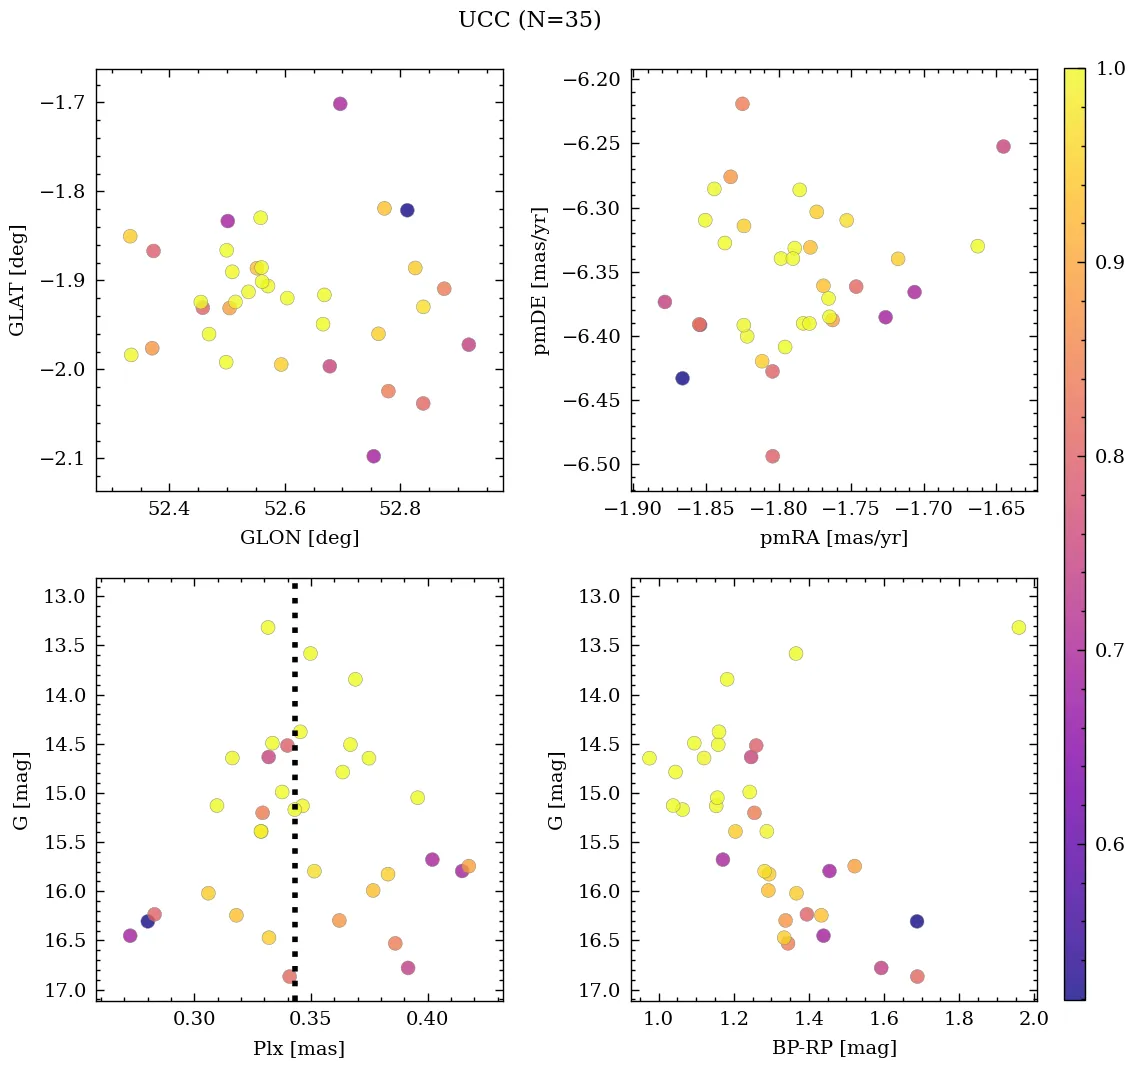 UCC (N=35)
−1.7
−1.8
−1.9
−2.0
−2.1
GLAT [deg]
52.4 52.6 52.8
GLON [deg]
−6.20
−6.25
−6.30
−6.35
−6.40
−6.45
−6.50
pmDE [mas/yr]
−1.90 −1.85 −1.80 −1.75 −1.70 −1.65
pmRA [mas/yr]
13.0
13.5
14.0
14.5
15.0
15.5
16.0
16.5
17.0
G [mag]
0.30 0.35 0.40
Plx [mas]
13.0
13.5
14.0
14.5
15.0
15.5
16.0
16.5
17.0
G [mag]
1.0 1.2 1.4 1.6 1.8 2.0
BP-RP [mag]
1.0
0.9
0.8
0.7
0.6